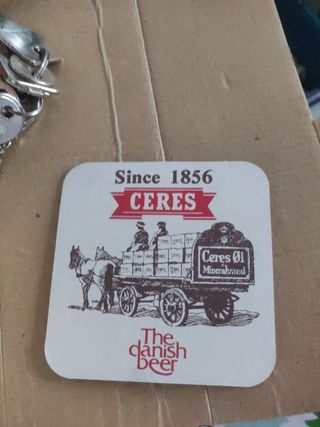 Since 1856
CERES
Ceres Øl
Mineralvand
The
danish
beer